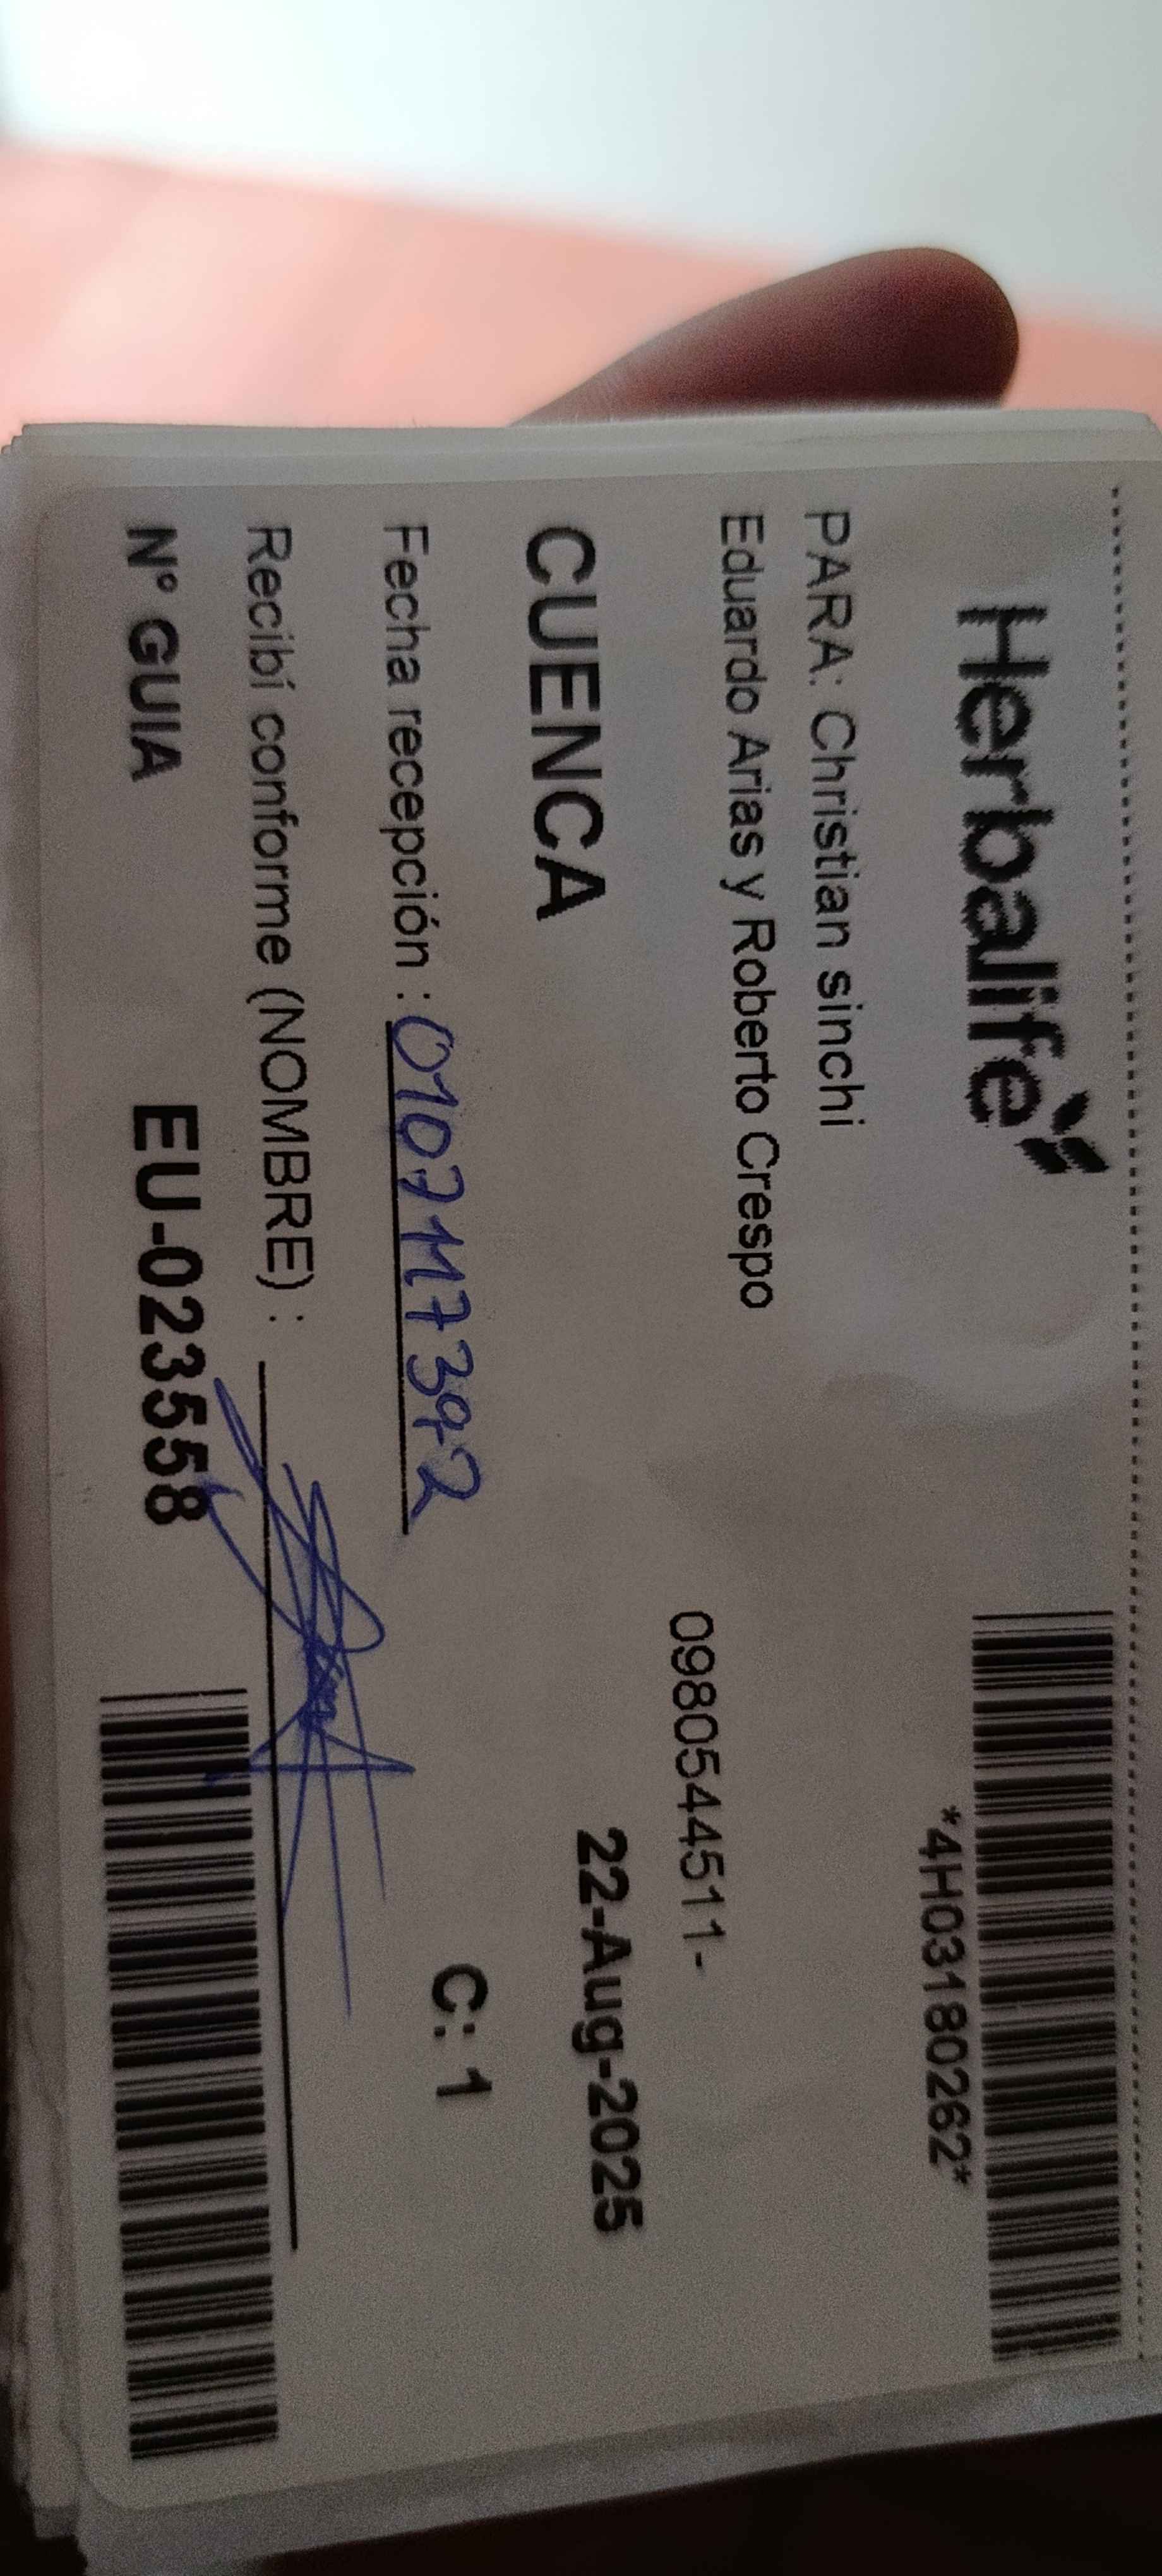 Herbalife
*4H03180262*
PARA: Christian sinchi
Eduardo Arias y Roberto Crespo
0980544511-
CUENCA
22-Aug-2025
Fecha recepción : 0107117392
C: 1
Recibí conforme (NOMBRE) :
N° GUIA EU-023558